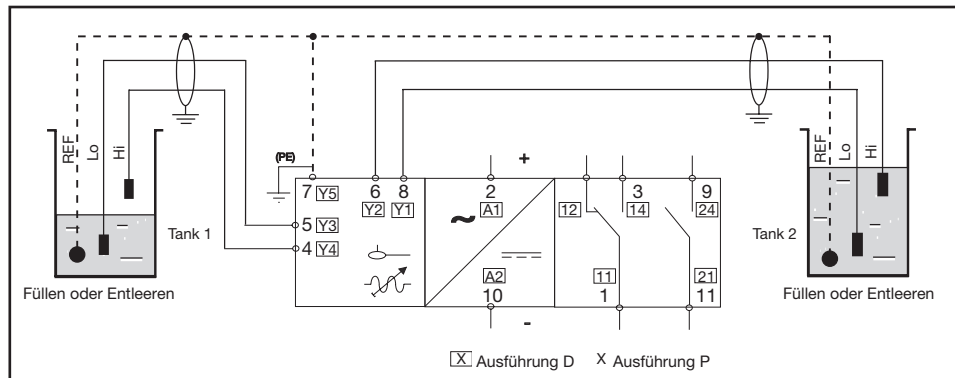 REF
Lo
Hi
Tank 1
Füllen oder Entleeren
(PE)
7 Y5
6
Y2
8
Y1
5 Y3
4 Y4
+
2
A1
~
A2
10
-
12
3
14
9
24
11
1
21
11
REF
Lo
Hi
Tank 2
Füllen oder Entleeren
X Ausführung D X Ausführung P